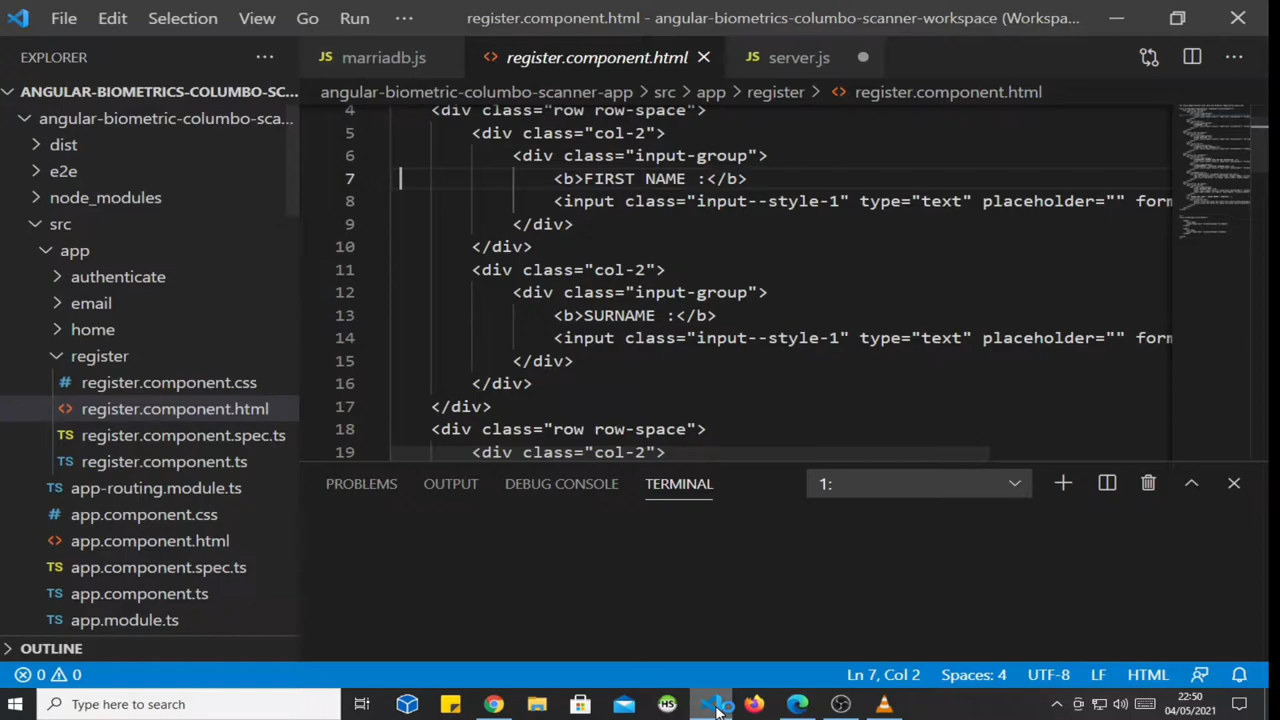 File Edit Selection View Go Run ··· register.component.html - angular-biometrics-columbo-scanner-workspace (Workspa...
EXPLORER ···
JS marriadb.js <> register.component.html JS server.js
ANGULAR-BIOMETRICS-COLUMBO-SC...
angular-biometric-columbo-sca...
dist
e2e
node_modules
src
app
authenticate
email
home
register
# register.component.css
<> register.component.html
TS register.component.spec.ts
TS register.component.ts
TS app-routing.module.ts
# app.component.css
<> app.component.html
TS app.component.spec.ts
TS app.component.ts
TS app.module.ts
OUTLINE
angular-biometric-columbo-scanner-app > src > app > register > <> register.component.html
4 <div class="row row-space">
5 <div class="col-2">
6 <div class="input-group">
7 <b>FIRST NAME :</b>
8 <input class="input--style-1" type="text" placeholder="" form
9 </div>
10 </div>
11 <div class="col-2">
12 <div class="input-group">
13 <b>SURNAME :</b>
14 <input class="input--style-1" type="text" placeholder="" form
15 </div>
16 </div>
17 </div>
18 <div class="row row-space">
19 <div class="col-2">
PROBLEMS OUTPUT DEBUG CONSOLE TERMINAL 1:
0 0 Ln 7, Col 2 Spaces: 4 UTF-8 LF HTML
Type here to search HS 22:50
04/05/2021